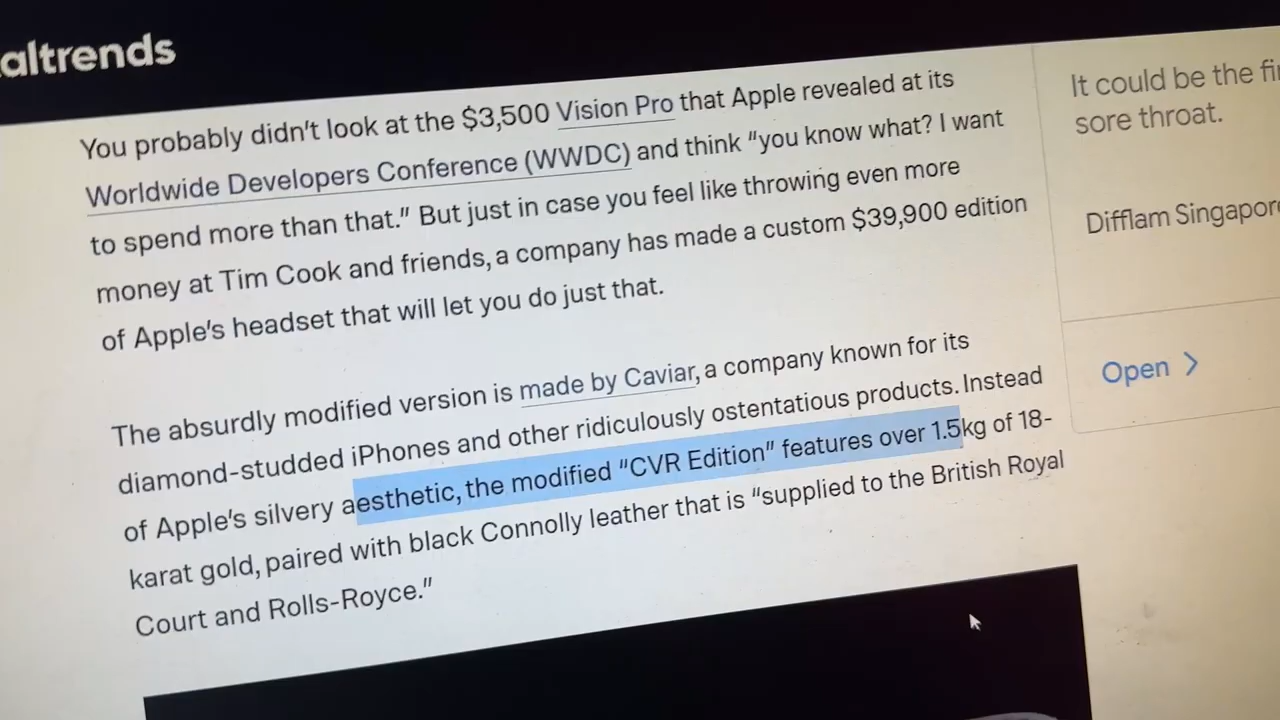 altrends
You probably didn't look at the $3,500 Vision Pro that Apple revealed at its
Worldwide Developers Conference (WWDC) and think “you know what? I want
to spend more than that.” But just in case you feel like throwing even more
money at Tim Cook and friends, a company has made a custom $39,900 edition
of Apple's headset that will let you do just that.
The absurdly modified version is made by Caviar, a company known for its
diamond-studded iPhones and other ridiculously ostentatious products. Instead
of Apple's silvery aesthetic, the modified “CVR Edition” features over 1.5kg of 18-
karat gold, paired with black Connolly leather that is “supplied to the British Royal
Court and Rolls-Royce.”
It could be the fi
sore throat.
Difflam Singapor
Open